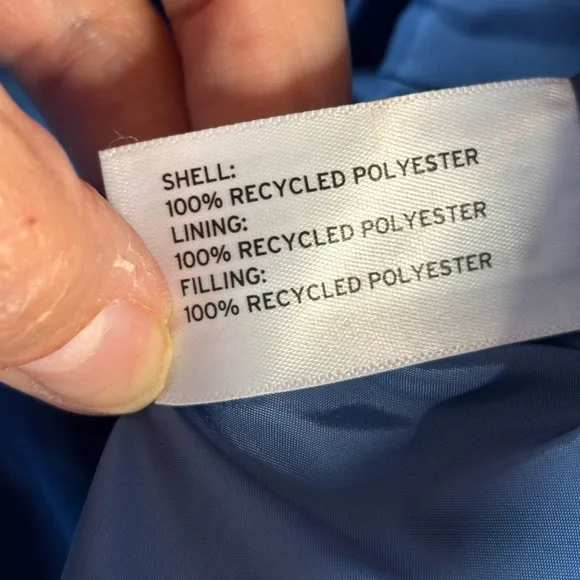 SHELL:
100% RECYCLED POLYESTER
LINING:
100% RECYCLED POLYESTER
FILLING:
100% RECYCLED POLYESTER